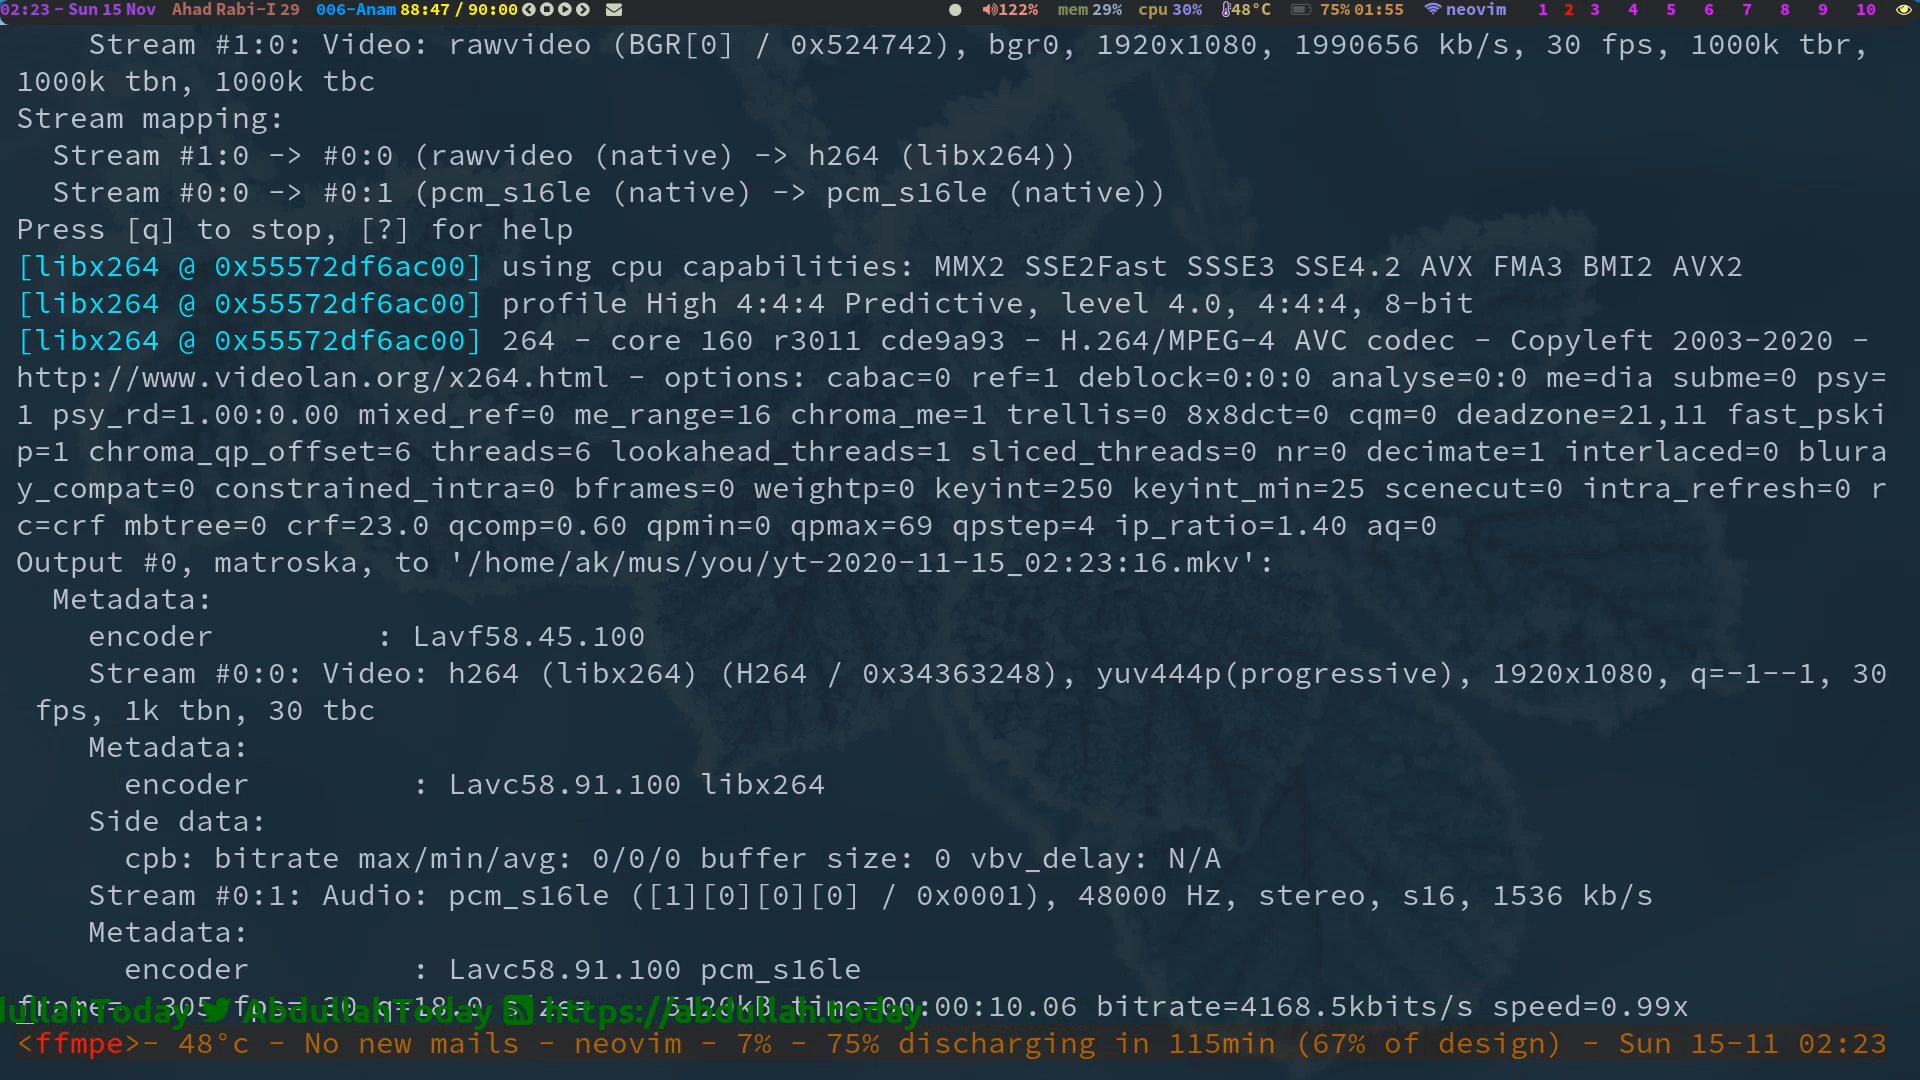 02:23 - Sun 15 Nov Ahad Rabi-I 29 006-Anam 88:47 / 90:00 122% mem 29% cpu 30% 48°C 75% 01:55 neovim 1 2 3 4 5 6 7 8 9 10
Stream #1:0: Video: rawvideo (BGR[0] / 0x524742), bgr0, 1920x1080, 1990656 kb/s, 30 fps, 1000k tbr,
1000k tbn, 1000k tbc
Stream mapping:
Stream #1:0 -> #0:0 (rawvideo (native) -> h264 (libx264))
Stream #0:0 -> #0:1 (pcm_s16le (native) -> pcm_s16le (native))
Press [q] to stop, [?] for help
[libx264 @ 0x55572df6ac00] using cpu capabilities: MMX2 SSE2Fast SSSE3 SSE4.2 AVX FMA3 BMI2 AVX2
[libx264 @ 0x55572df6ac00] profile High 4:4:4 Predictive, level 4.0, 4:4:4, 8-bit
[libx264 @ 0x55572df6ac00] 264 - core 160 r3011 cde9a93 - H.264/MPEG-4 AVC codec - Copyleft 2003-2020 -
http://www.videolan.org/x264.html - options: cabac=0 ref=1 deblock=0:0:0 analyse=0:0 me=dia subme=0 psy=
1 psy_rd=1.00:0.00 mixed_ref=0 me_range=16 chroma_me=1 trellis=0 8x8dct=0 cqm=0 deadzone=21,11 fast_pski
p=1 chroma_qp_offset=6 threads=6 lookahead_threads=1 sliced_threads=0 nr=0 decimate=1 interlaced=0 blura
y_compat=0 constrained_intra=0 bframes=0 weightp=0 keyint=250 keyint_min=25 scenecut=0 intra_refresh=0 r
c=crf mbtree=0 crf=23.0 qcomp=0.60 qpmin=0 qpmax=69 qpstep=4 ip_ratio=1.40 aq=0
Output #0, matroska, to '/home/ak/mus/you/yt-2020-11-15_02:23:16.mkv':
Metadata:
encoder : Lavf58.45.100
Stream #0:0: Video: h264 (libx264) (H264 / 0x34363248), yuv444p(progressive), 1920x1080, q=-1--1, 30
fps, 1k tbn, 30 tbc
Metadata:
encoder : Lavc58.91.100 libx264
Side data:
cpb: bitrate max/min/avg: 0/0/0 buffer size: 0 vbv_delay: N/A
Stream #0:1: Audio: pcm_s16le ([1][0][0][0] / 0x0001), 48000 Hz, stereo, s16, 1536 kb/s
Metadata:
encoder : Lavc58.91.100 pcm_s16le
frame= 305 fps= 30 q=18.0 size= 5120kB time=00:00:10.06 bitrate=4168.5kbits/s speed=0.99x
dullahToday AbdullahToday https://abdullah.today
<ffmpe>- 48°c - No new mails - neovim - 7% - 75% discharging in 115min (67% of design) - Sun 15-11 02:23